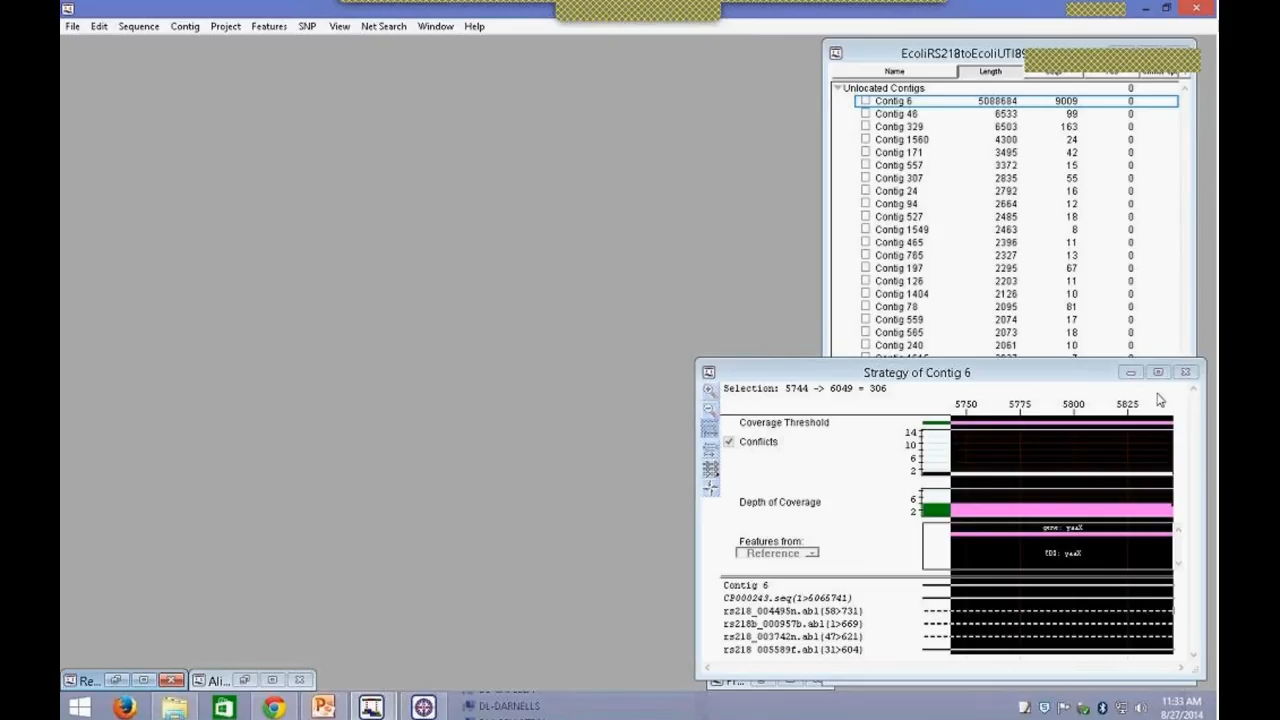 File Edit Sequence Contig Project Features SNP View Net Search Window Help
EcoliRS218toEcoliUTI89
Name Length
Unlocated Contigs 0
Contig 6 5088684 9009 0
Contig 46 6533 99 0
Contig 329 6503 163 0
Contig 1560 4300 24 0
Contig 171 3495 42 0
Contig 557 3372 15 0
Contig 307 2835 55 0
Contig 24 2792 16 0
Contig 94 2664 12 0
Contig 527 2485 18 0
Contig 1549 2463 8 0
Contig 465 2396 11 0
Contig 765 2327 13 0
Contig 197 2295 67 0
Contig 126 2203 11 0
Contig 1404 2126 10 0
Contig 78 2095 81 0
Contig 559 2074 17 0
Contig 565 2073 18 0
Contig 240 2061 10 0
Strategy of Contig 6
Selection: 5744 -> 6049 = 306
5750 5775 5800 5825
Coverage Threshold
Conflicts
14
10
6
2
Depth of Coverage
6
2
gene: yaaX
Features from:
Reference
CDS: yaaX
Contig 6
CP000243.seq(1>5065741)
rs218_004495n.ab1(58>731)
rs218b_000957b.ab1(1>669)
rs218_003742n.ab1(47>621)
rs218_005589f.ab1(31>604)
Re...
Ali...
DL-DARNELLS
11:33 AM
8/27/2014